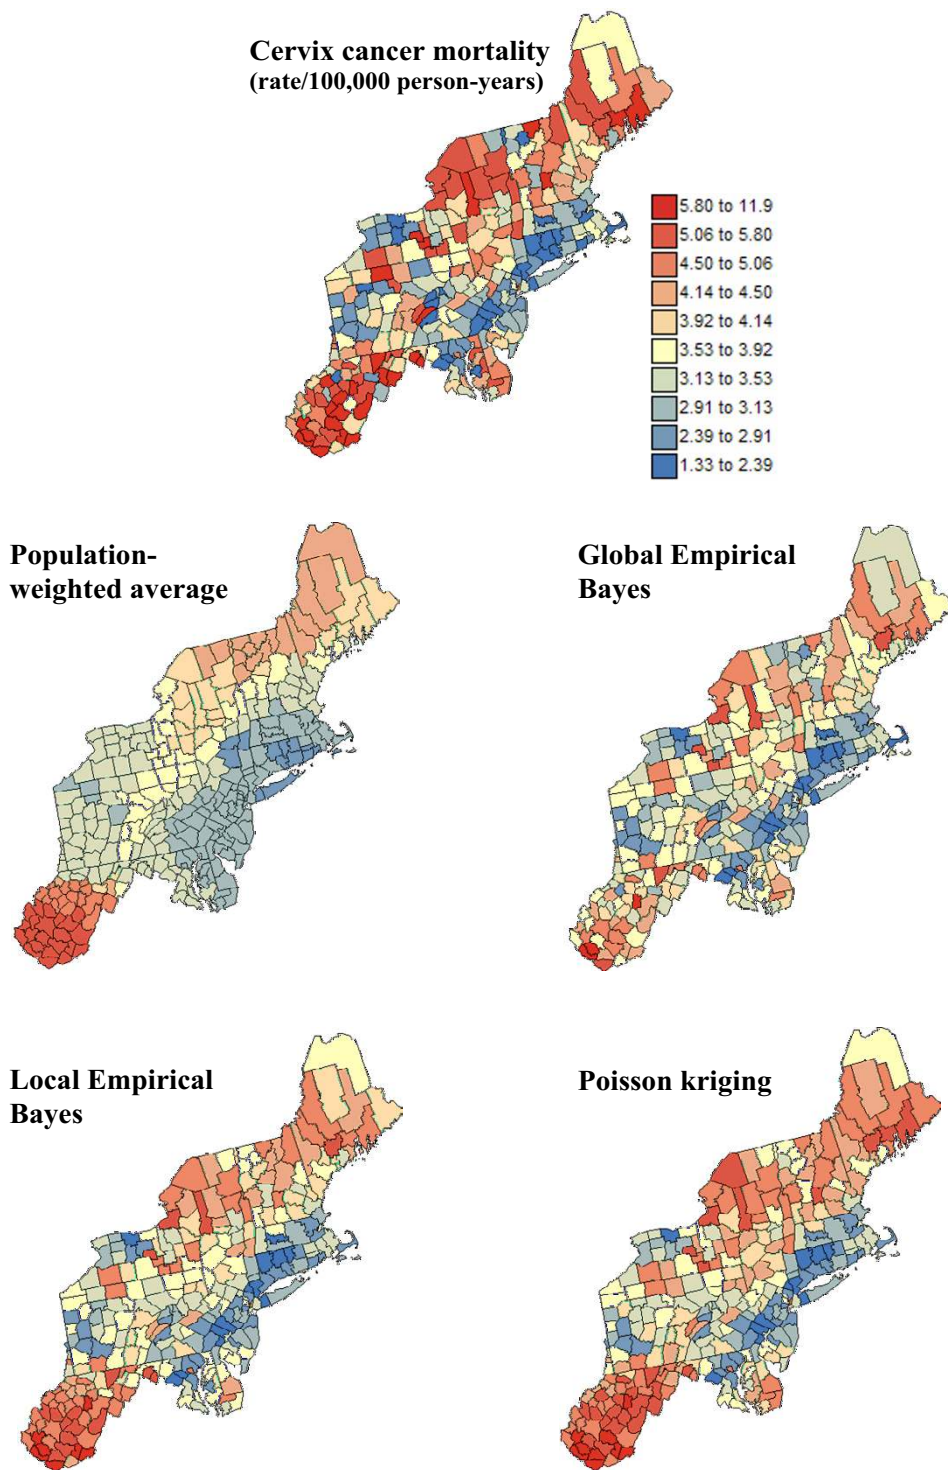 Cervix cancer mortality
(rate/100,000 person-years)
5.80 to 11.9
5.06 to 5.80
4.50 to 5.06
4.14 to 4.50
3.92 to 4.14
3.53 to 3.92
3.13 to 3.53
2.91 to 3.13
2.39 to 2.91
1.33 to 2.39
Population-
weighted average
Global Empirical
Bayes
Local Empirical
Bayes
Poisson kriging